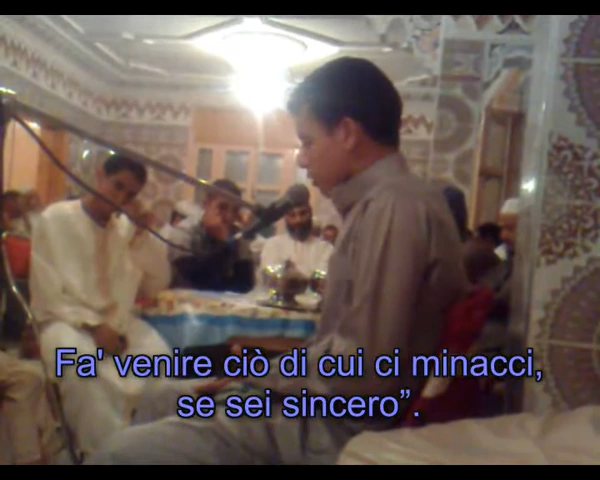 Fa' venire ciò di cui ci minacci,
se sei sincero”.